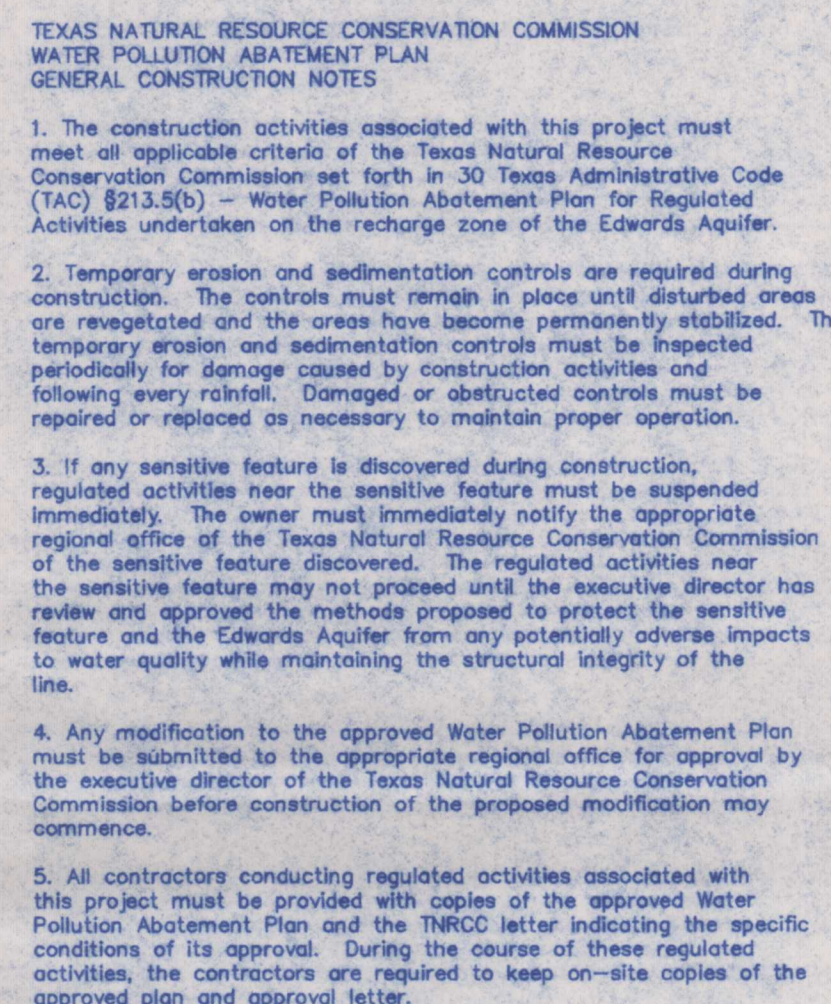 TEXAS NATURAL RESOURCE CONSERVATION COMMISSION
WATER POLLUTION ABATEMENT PLAN
GENERAL CONSTRUCTION NOTES
1. The construction activities associated with this project must
meet all applicable criteria of the Texas Natural Resource
Conservation Commission set forth in 30 Texas Administrative Code
(TAC) §213.5(b) — Water Pollution Abatement Plan for Regulated
Activities undertaken on the recharge zone of the Edwards Aquifer.
2. Temporary erosion and sedimentation controls are required during
construction. The controls must remain in place until disturbed areas
are revegetated and the areas have become permanently stabilized. Th
temporary erosion and sedimentation controls must be inspected
periodically for damage caused by construction activities and
following every rainfall. Damaged or obstructed controls must be
repaired or replaced as necessary to maintain proper operation.
3. If any sensitive feature is discovered during construction,
regulated activities near the sensitive feature must be suspended
immediately. The owner must immediately notify the appropriate
regional office of the Texas Natural Resource Conservation Commission
of the sensitive feature discovered. The regulated activities near
the sensitive feature may not proceed until the executive director has
review and approved the methods proposed to protect the sensitive
feature and the Edwards Aquifer from any potentially adverse impacts
to water quality while maintaining the structural integrity of the
line.
4. Any modification to the approved Water Pollution Abatement Plan
must be submitted to the appropriate regional office for approval by
the executive director of the Texas Natural Resource Conservation
Commission before construction of the proposed modification may
commence.
5. All contractors conducting regulated activities associated with
this project must be provided with copies of the approved Water
Pollution Abatement Plan and the TNRCC letter indicating the specific
conditions of its approval. During the course of these regulated
activities, the contractors are required to keep on—site copies of the
approved plan and approval letter.